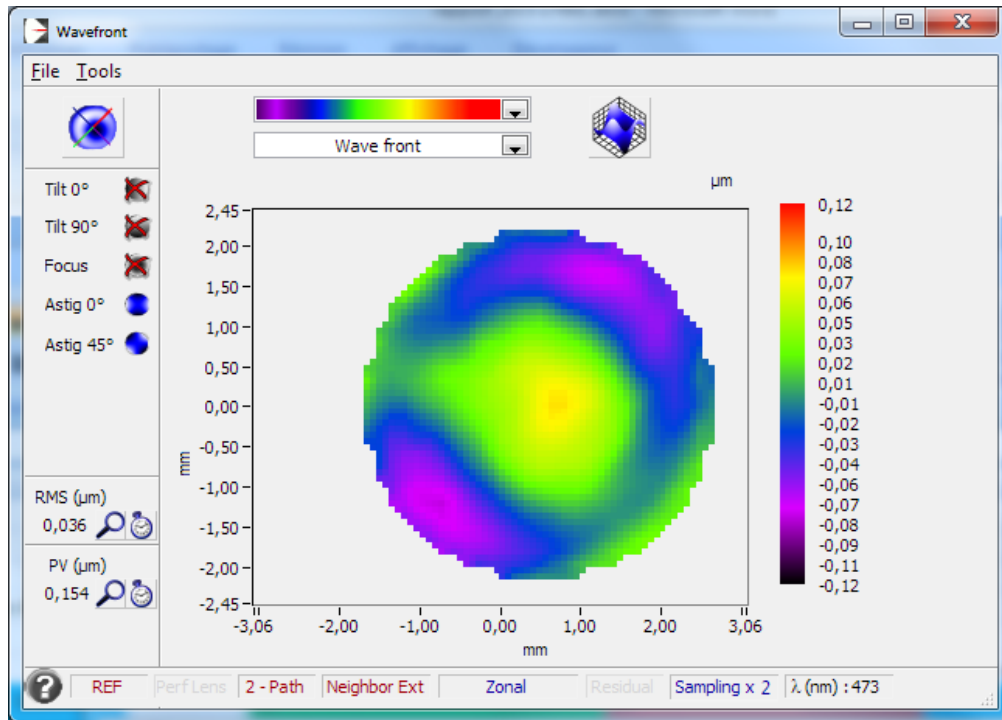 Wavefront
File Tools
Wave front
Tilt 0°
Tilt 90°
Focus
Astig 0°
Astig 45°
RMS (µm)
0,036
PV (µm)
0,154
µm
2,45
2,00
1,50
1,00
0,50
0,00
-0,50
-1,00
-1,50
-2,00
-2,45
mm
-3,06 -2,00 -1,00 0,00 1,00 2,00 3,06
mm
0,12
0,10
0,08
0,07
0,06
0,05
0,03
0,02
0,01
-0,01
-0,02
-0,03
-0,04
-0,06
-0,07
-0,08
-0,09
-0,11
-0,12
? REF Perf Lens 2 - Path Neighbor Ext Zonal Residual Sampling x 2 λ (nm) : 473